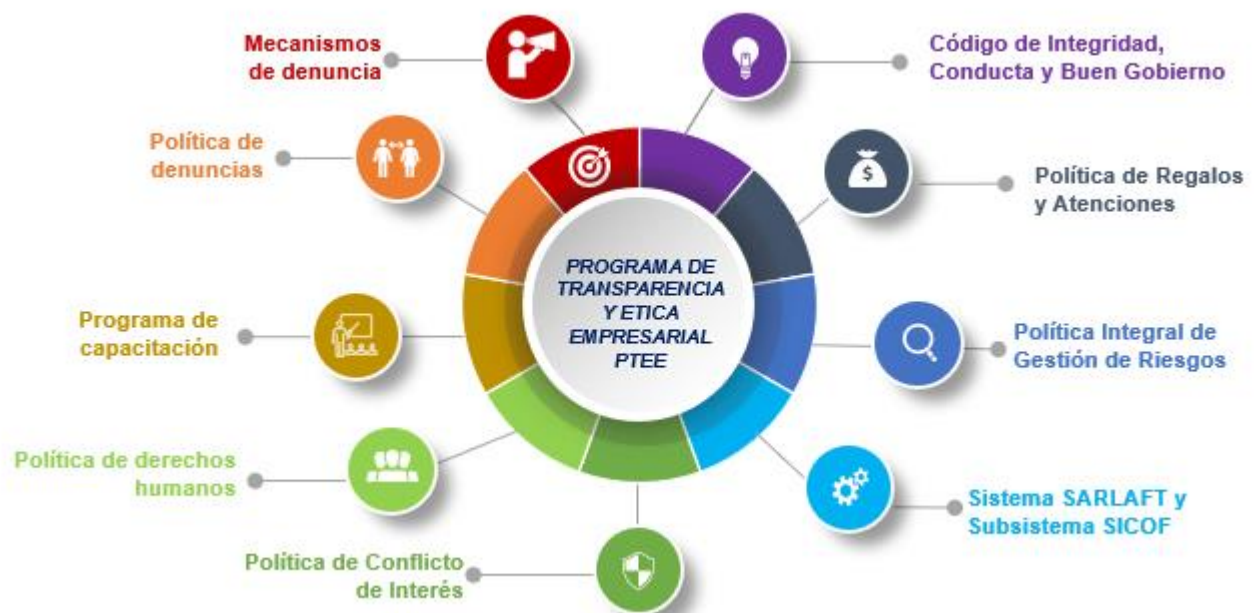 Mecanismos
de denuncia
Código de Integridad,
Conducta y Buen Gobierno
Política de
denuncias
Política de Regalos
y Atenciones
$
PROGRAMA DE
TRANSPARENCIA
Y ETICA
EMPRESARIAL
PTEE
Programa de
capacitación
Política Integral de
Gestión de Riesgos
Política de derechos
humanos
Sistema SARLAFT y
Subsistema SICOF
Política de Conflicto
de Interés